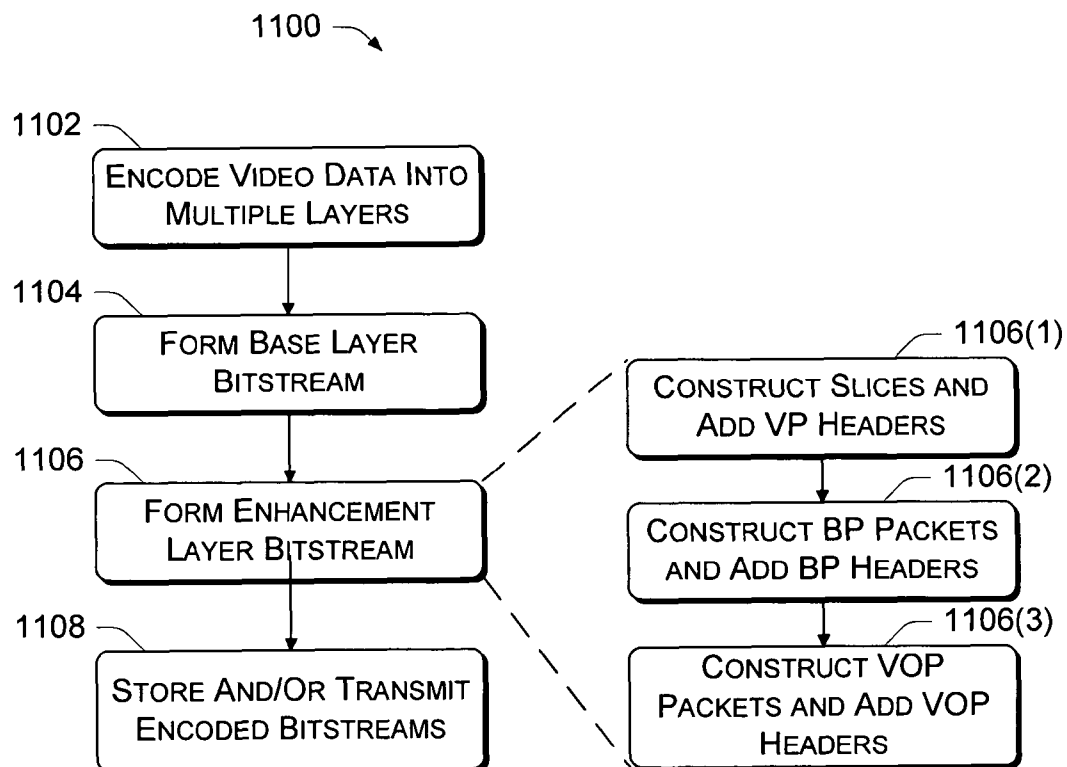 1100
1102
ENCODE VIDEO DATA INTO
MULTIPLE LAYERS
1104
FORM BASE LAYER
BITSTREAM
1106
FORM ENHANCEMENT
LAYER BITSTREAM
1108
STORE AND/OR TRANSMIT
ENCODED BITSTREAMS
1106(1)
CONSTRUCT SLICES AND
ADD VP HEADERS
1106(2)
CONSTRUCT BP PACKETS
AND ADD BP HEADERS
1106(3)
CONSTRUCT VOP
PACKETS AND ADD VOP
HEADERS